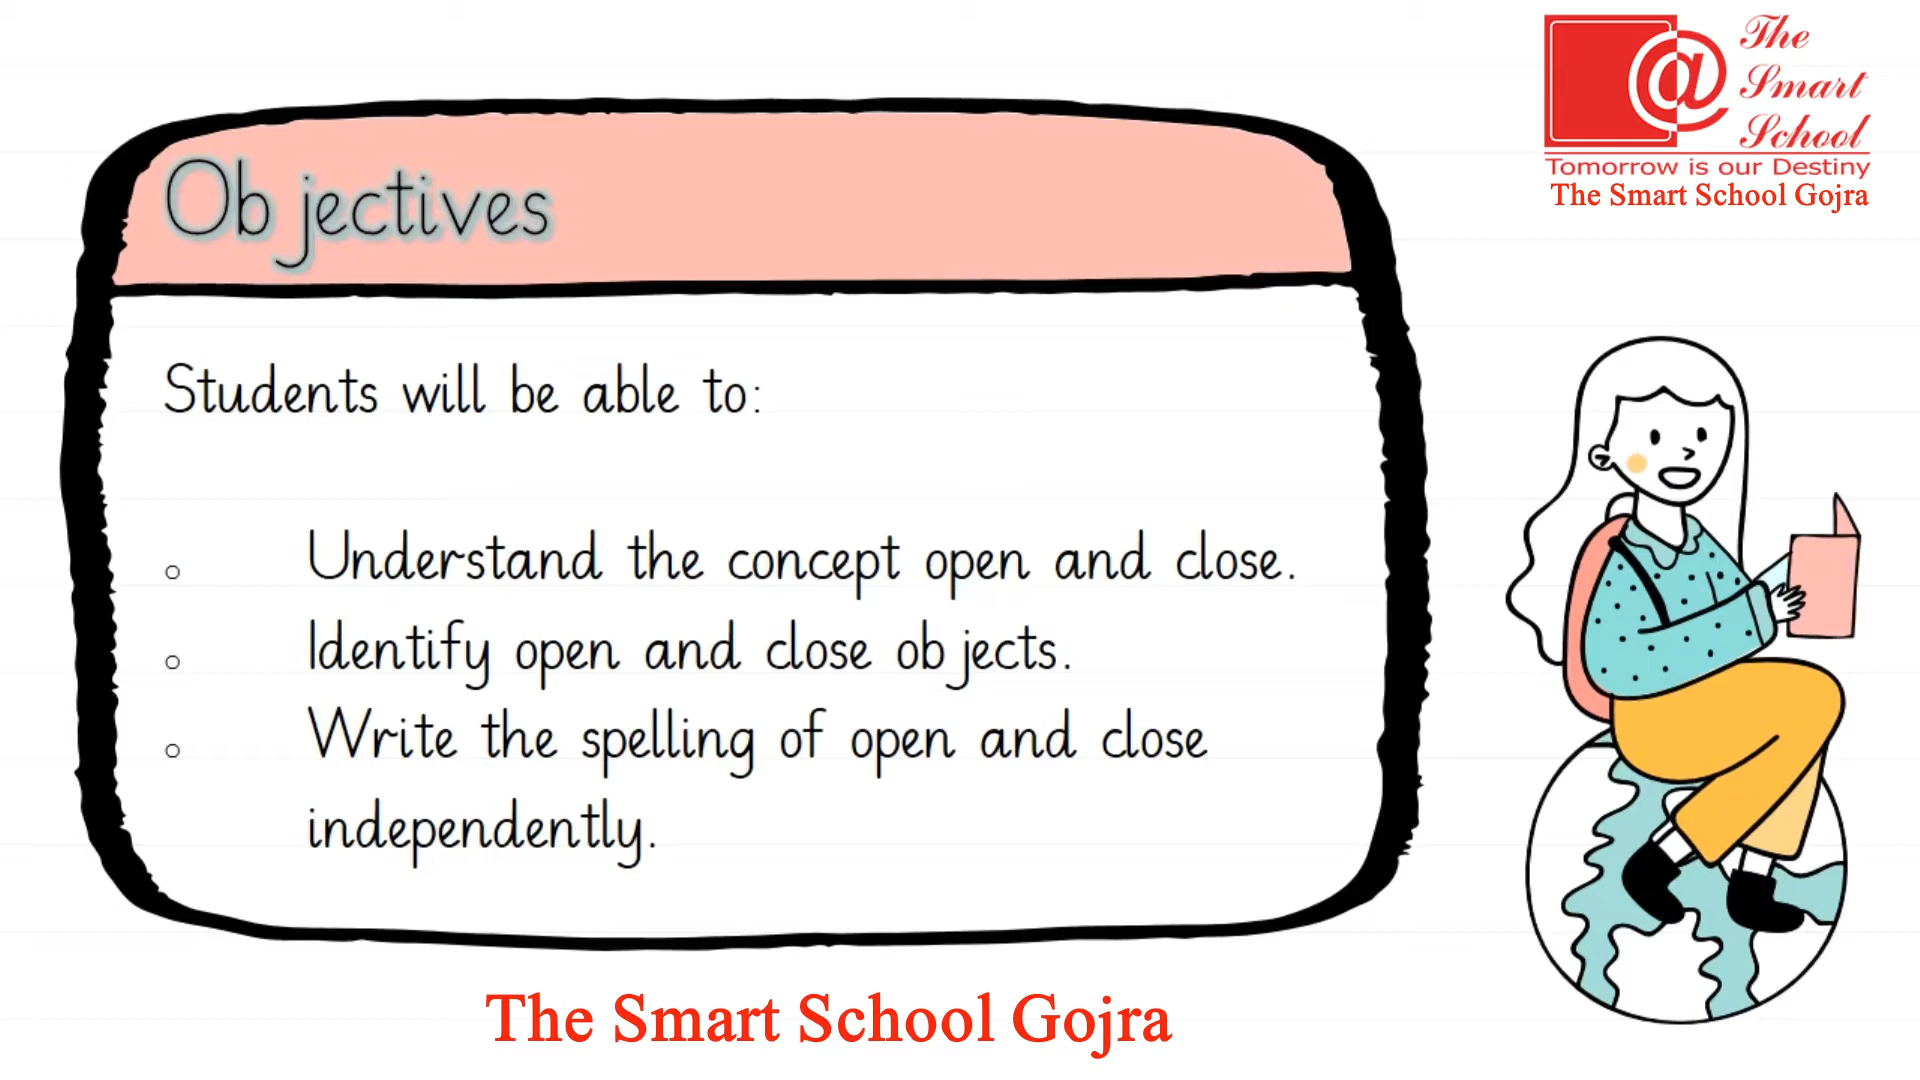 The
Smart
School
@
Tomorrow is our Destiny
The Smart School Gojra
Objectives
Students will be able to:
Understand the concept open and close.
Identify open and close objects.
Write the spelling of open and close
independently.
The Smart School Gojra